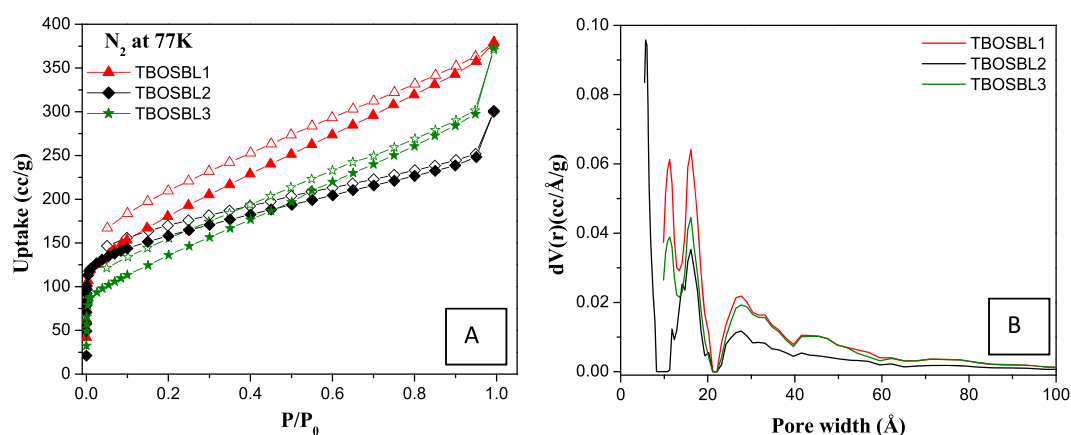 N₂ at 77K
TBOSBL1
TBOSBL2
TBOSBL3
400
350
300
250
200
150
100
50
0
Uptake (cc/g)
0.0
0.2
0.4
0.6
0.8
1.0
P/P₀
A
TBOSBL1
TBOSBL2
TBOSBL3
0.10
0.08
0.06
0.04
0.02
0.00
dV(r)(cc/Å/g)
0
20
40
60
80
100
Pore width (Å)
B